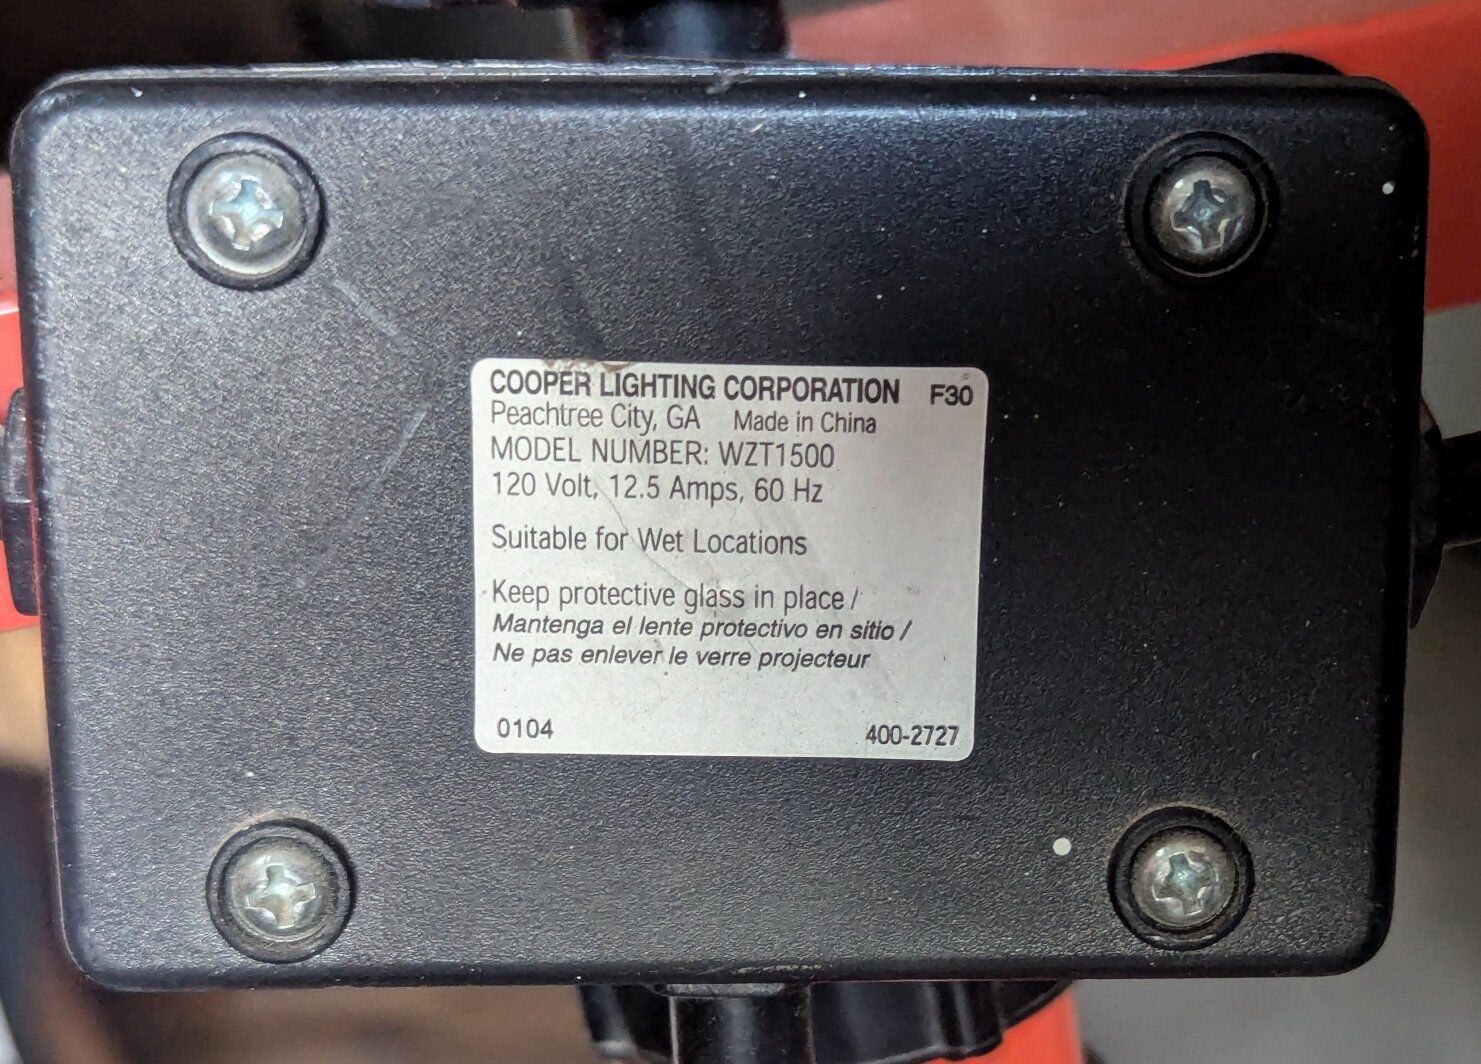 COOPER LIGHTING CORPORATION F30
Peachtree City, GA Made in China
MODEL NUMBER: WZT1500
120 Volt, 12.5 Amps, 60 Hz
Suitable for Wet Locations
Keep protective glass in place /
Mantenga el lente protectivo en sitio /
Ne pas enlever le verre projecteur
0104 400-2727